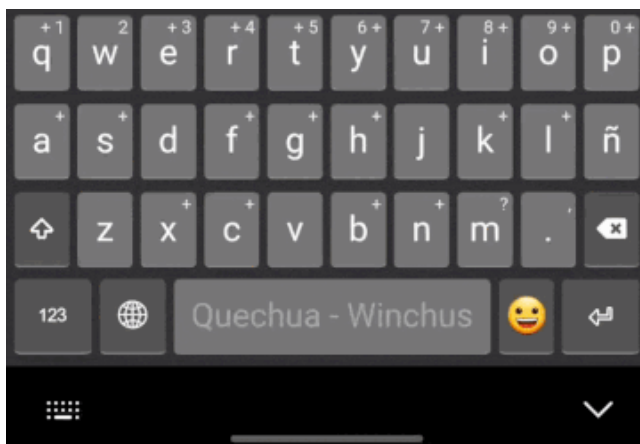 + 1 2 + 3 + 4 + 5 6 + 7 + 8 + 9 + 0 +
q w e r t y u i o p
+ + + + + + +
a s d f g h j k l ñ
+ + + + ? ,
z x c v b n m .
123 Quechua - Winchus